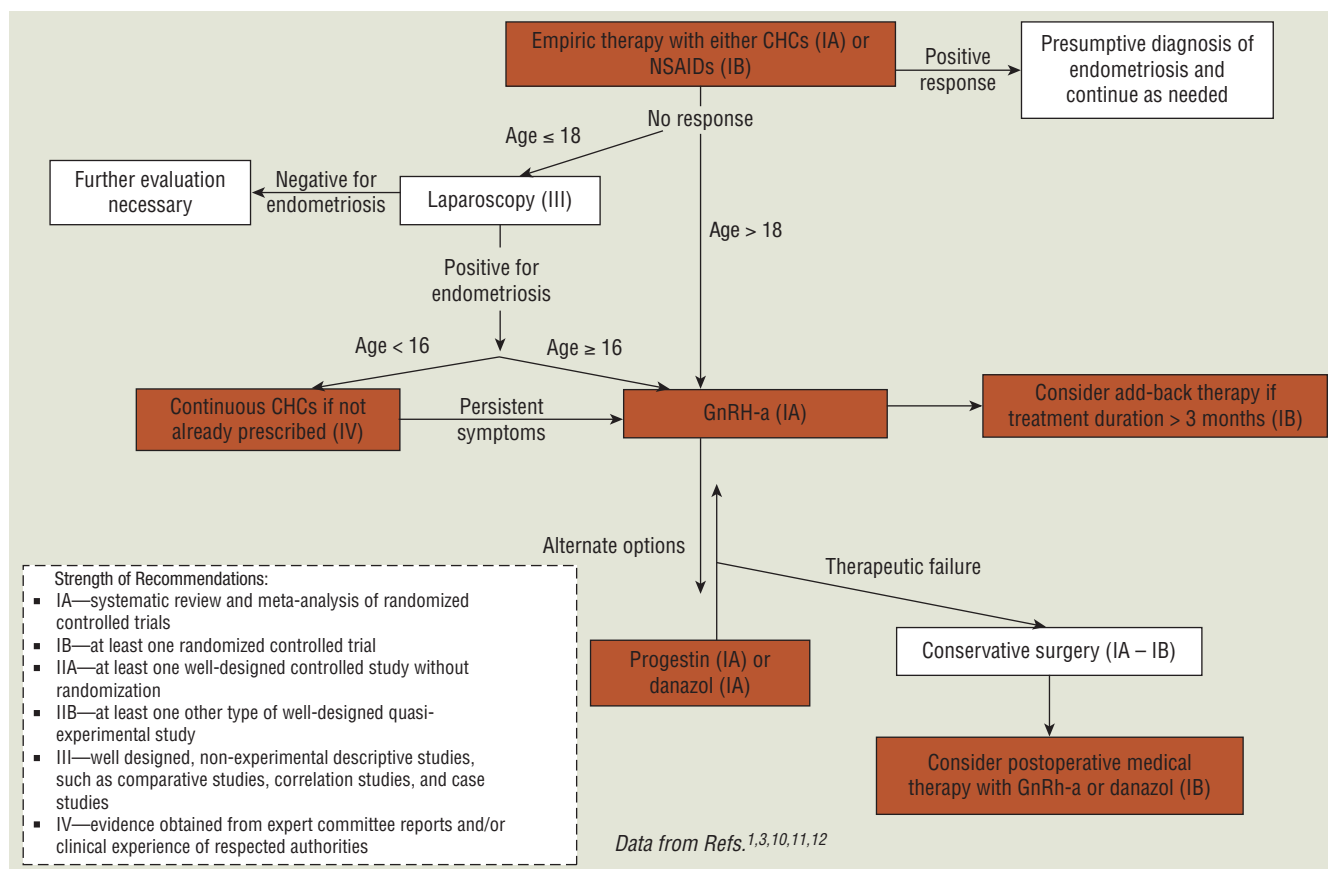 Empiric therapy with either CHCs (IA) or
NSAIDs (IB)
Positive
response
Presumptive diagnosis of
endometriosis and
continue as needed
No response
Age ≤ 18
Age > 18
Further evaluation
necessary
Negative for
endometriosis
Laparoscopy (III)
Positive for
endometriosis
Age < 16
Age ≥ 16
Continuous CHCs if not
already prescribed (IV)
Persistent
symptoms
GnRH-a (IA)
Consider add-back therapy if
treatment duration > 3 months (IB)
Alternate options
Therapeutic failure
Progestin (IA) or
danazol (IA)
Conservative surgery (IA – IB)
Consider postoperative medical
therapy with GnRh-a or danazol (IB)
Strength of Recommendations:
▪ IA—systematic review and meta-analysis of randomized
controlled trials
▪ IB—at least one randomized controlled trial
▪ IIA—at least one well-designed controlled study without
randomization
▪ IIB—at least one other type of well-designed quasi-
experimental study
▪ III—well designed, non-experimental descriptive studies,
such as comparative studies, correlation studies, and case
studies
▪ IV—evidence obtained from expert committee reports and/or
clinical experience of respected authorities
Data from Refs.1,3,10,11,12